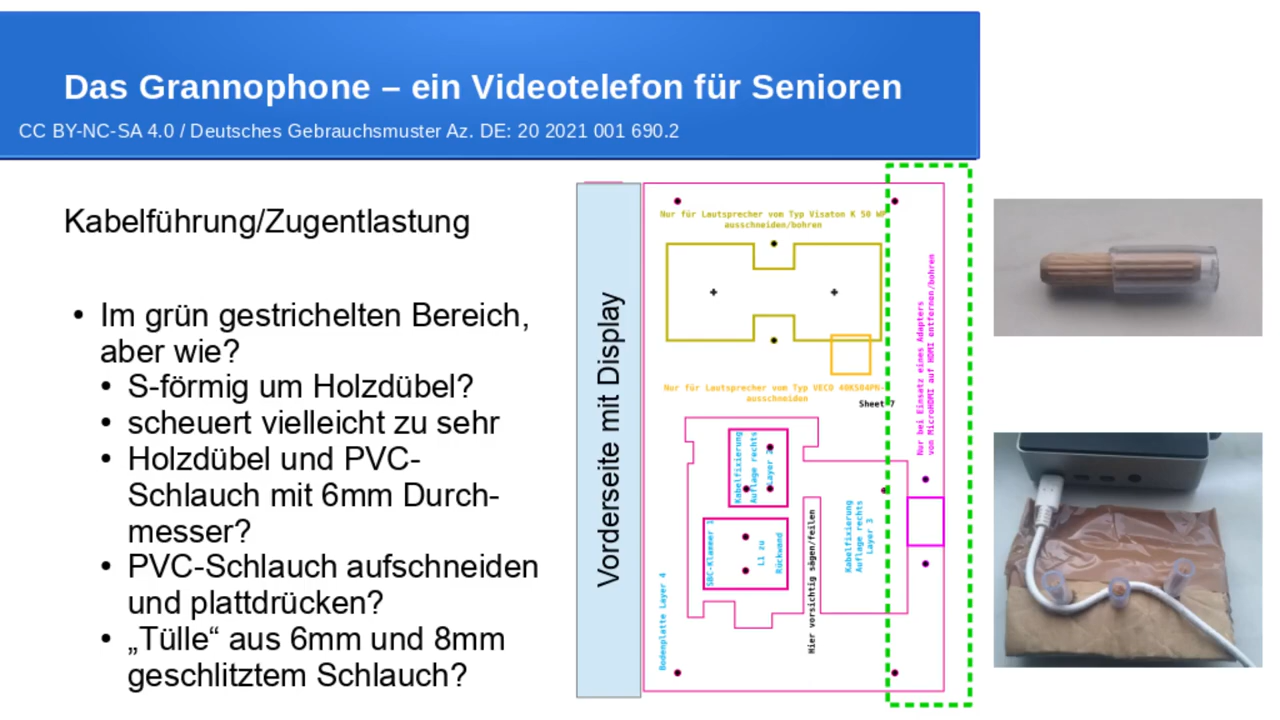 Das Grannophone – ein Videotelefon für Senioren
CC BY-NC-SA 4.0 / Deutsches Gebrauchsmuster Az. DE: 20 2021 001 690.2
Kabelführung/Zugentlastung
• Im grün gestrichelten Bereich,
aber wie?
• S-förmig um Holzdübel?
• scheuert vielleicht zu sehr
• Holzdübel und PVC-
Schlauch mit 6mm Durch-
messer?
• PVC-Schlauch aufschneiden
und plattdrücken?
• „Tülle“ aus 6mm und 8mm
geschlitztem Schlauch?
Vorderseite mit Display
Nur für Lautsprecher vom Typ Visaton K 50 WP
ausschneiden/bohren
Nur für Lautsprecher vom Typ VECO 40KS04PN-
ausschneiden
Sheet 7
Nur bei Einsatz eines Adapters
von MicroHDMI auf HDMI entfernen/bohren
Kabelfixierung
Auflage rechts
Layer 2
SBC-Klammer 1
L1 zu
Rückwand
Hier vorsichtig sägen/feilen
Kabelfixierung
Auflage rechts
Layer 3
Bodenplatte Layer 4